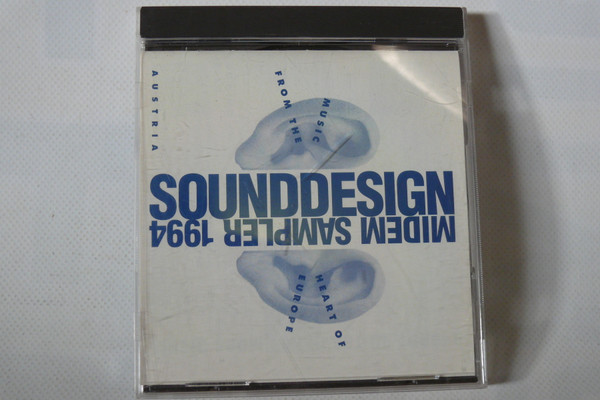 AUSTRIA
MUSIC
FROM THE
SOUNDDESIGN
MIDEM SAMPLER 1994
HEART OF
EUROPE